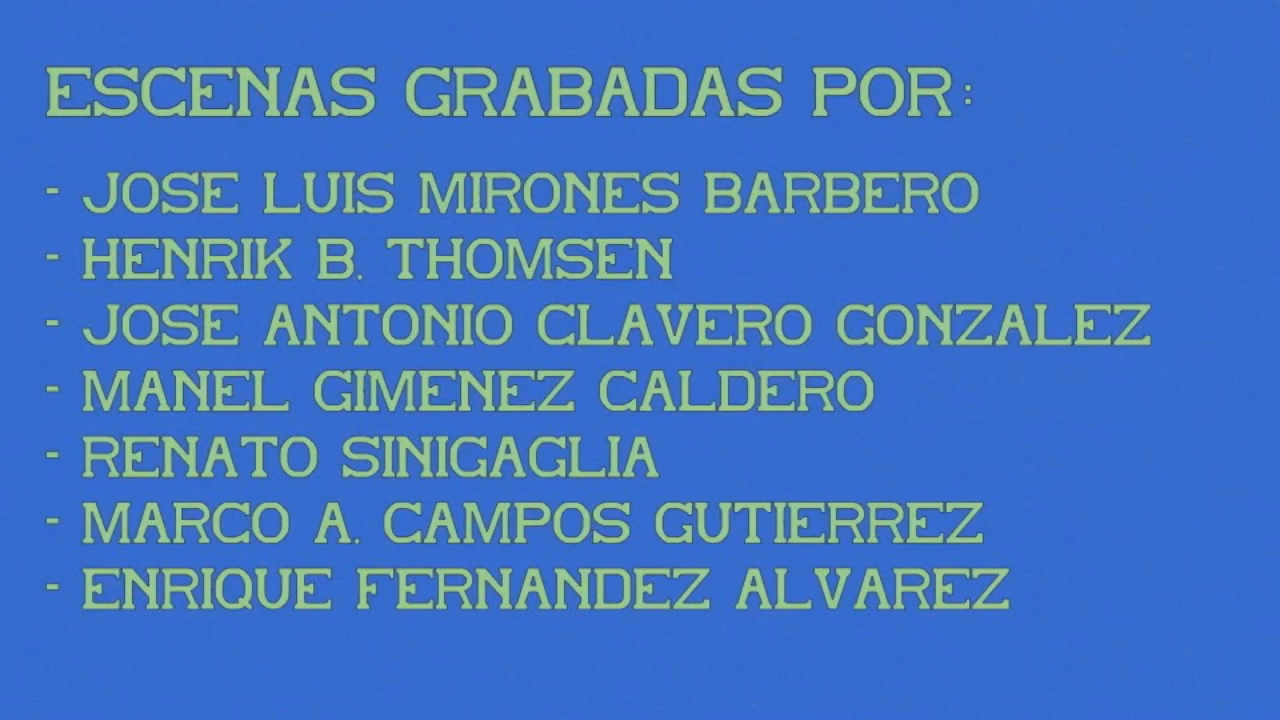 ESCENAS GRABADAS POR:
- JOSE LUIS MIRONES BARBERO
- HENRIK B. THOMSEN
- JOSE ANTONIO CLAVERO GONZALEZ
- MANEL GIMENEZ CALDERO
- RENATO SINIGAGLIA
- MARCO A. CAMPOS GUTIERREZ
- ENRIQUE FERNANDEZ ALVAREZ